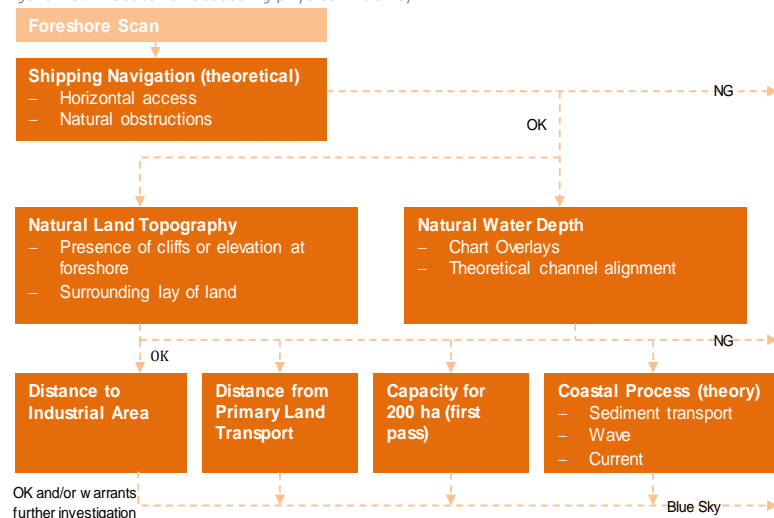 Foreshore Scan
Shipping Navigation (theoretical)
– Horizontal access
– Natural obstructions
NG
OK
Natural Land Topography
– Presence of cliffs or elevation at
foreshore
– Surrounding lay of land
Natural Water Depth
– Chart Overlays
– Theoretical channel alignment
NG
OK
Distance to
Industrial Area
Distance from
Primary Land
Transport
Capacity for
200 ha (first
pass)
Coastal Process (theory)
– Sediment transport
– Wave
– Current
OK and/or warrants
further investigation
Blue Sky